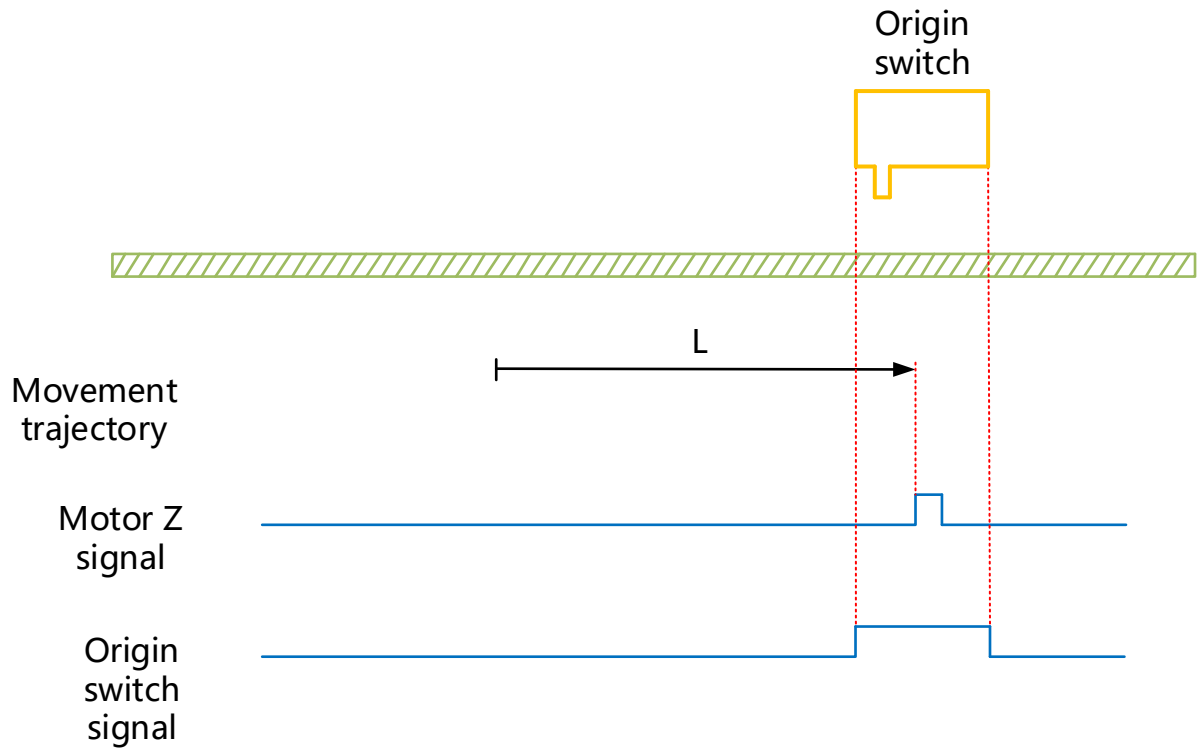 Origin
switch
L
Movement
trajectory
Motor Z
signal
Origin
switch
signal